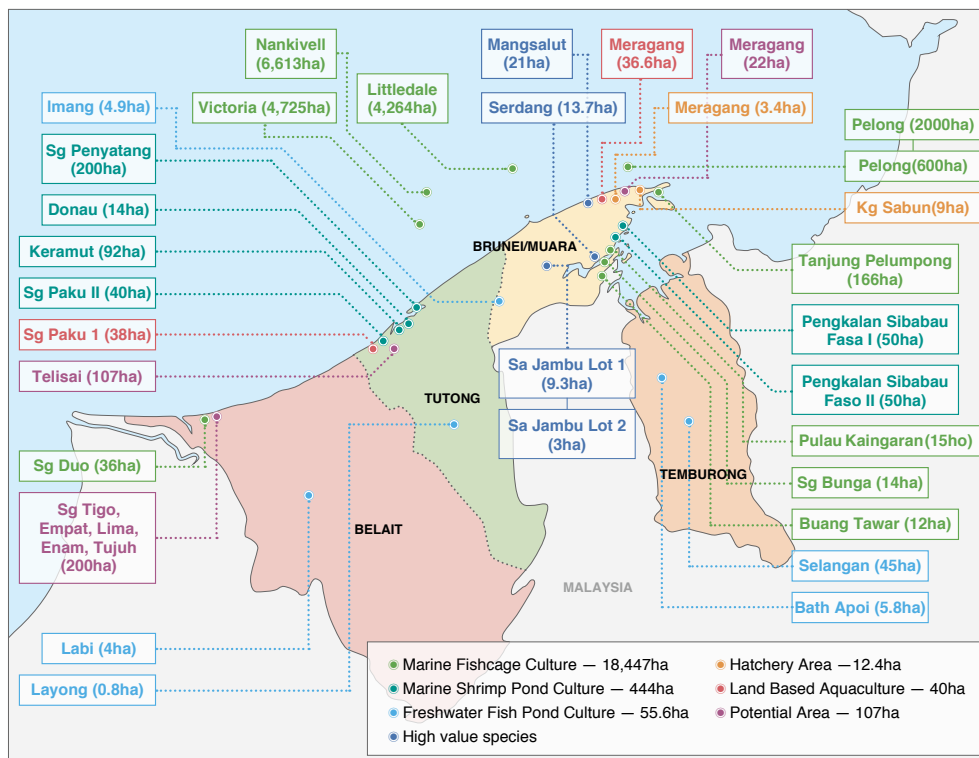 Nankivell
(6,613ha)
Mangsalut
(21ha)
Meragang
(36.6ha)
Meragang
(22ha)
Imang (4.9ha)
Victoria (4,725ha)
Littledale
(4,264ha)
Serdang (13.7ha)
Meragang (3.4ha)
Pelong (2000ha)
Sg Penyatang
(200ha)
Pelong(600ha)
Donau (14ha)
Kg Sabun(9ha)
Keramut (92ha)
BRUNEI/MUARA
Tanjung Pelumpong
(166ha)
Sg Paku II (40ha)
Pengkalan Sibabau
Fasa I (50ha)
Sg Paku 1 (38ha)
Telisai (107ha)
Sa Jambu Lot 1
(9.3ha)
Pengkalan Sibabau
Faso II (50ha)
TUTONG
Sa Jambu Lot 2
(3ha)
Pulau Kaingaran (15ho)
Sg Duo (36ha)
TEMBURONG
Sg Bunga (14ha)
Sg Tigo,
Empat, Lima,
Enam, Tujuh
(200ha)
BELAIT
Buang Tawar (12ha)
Selangan (45ha)
MALAYSIA
Bath Apoi (5.8ha)
Labi (4ha)
Layong (0.8ha)
Marine Fishcage Culture — 18,447ha
Marine Shrimp Pond Culture — 444ha
Freshwater Fish Pond Culture — 55.6ha
High value species
Hatchery Area —12.4ha
Land Based Aquaculture — 40ha
Potential Area — 107ha